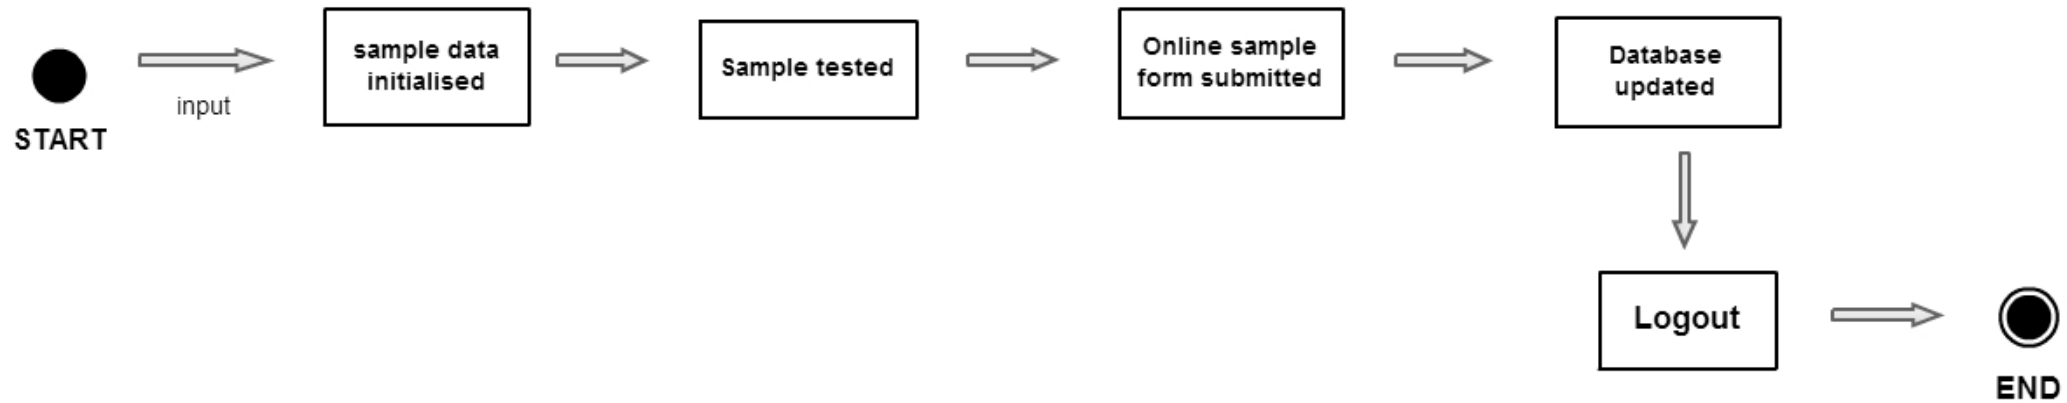 START
input
sample data
initialised
Sample tested
Online sample
form submitted
Database
updated
Logout
END